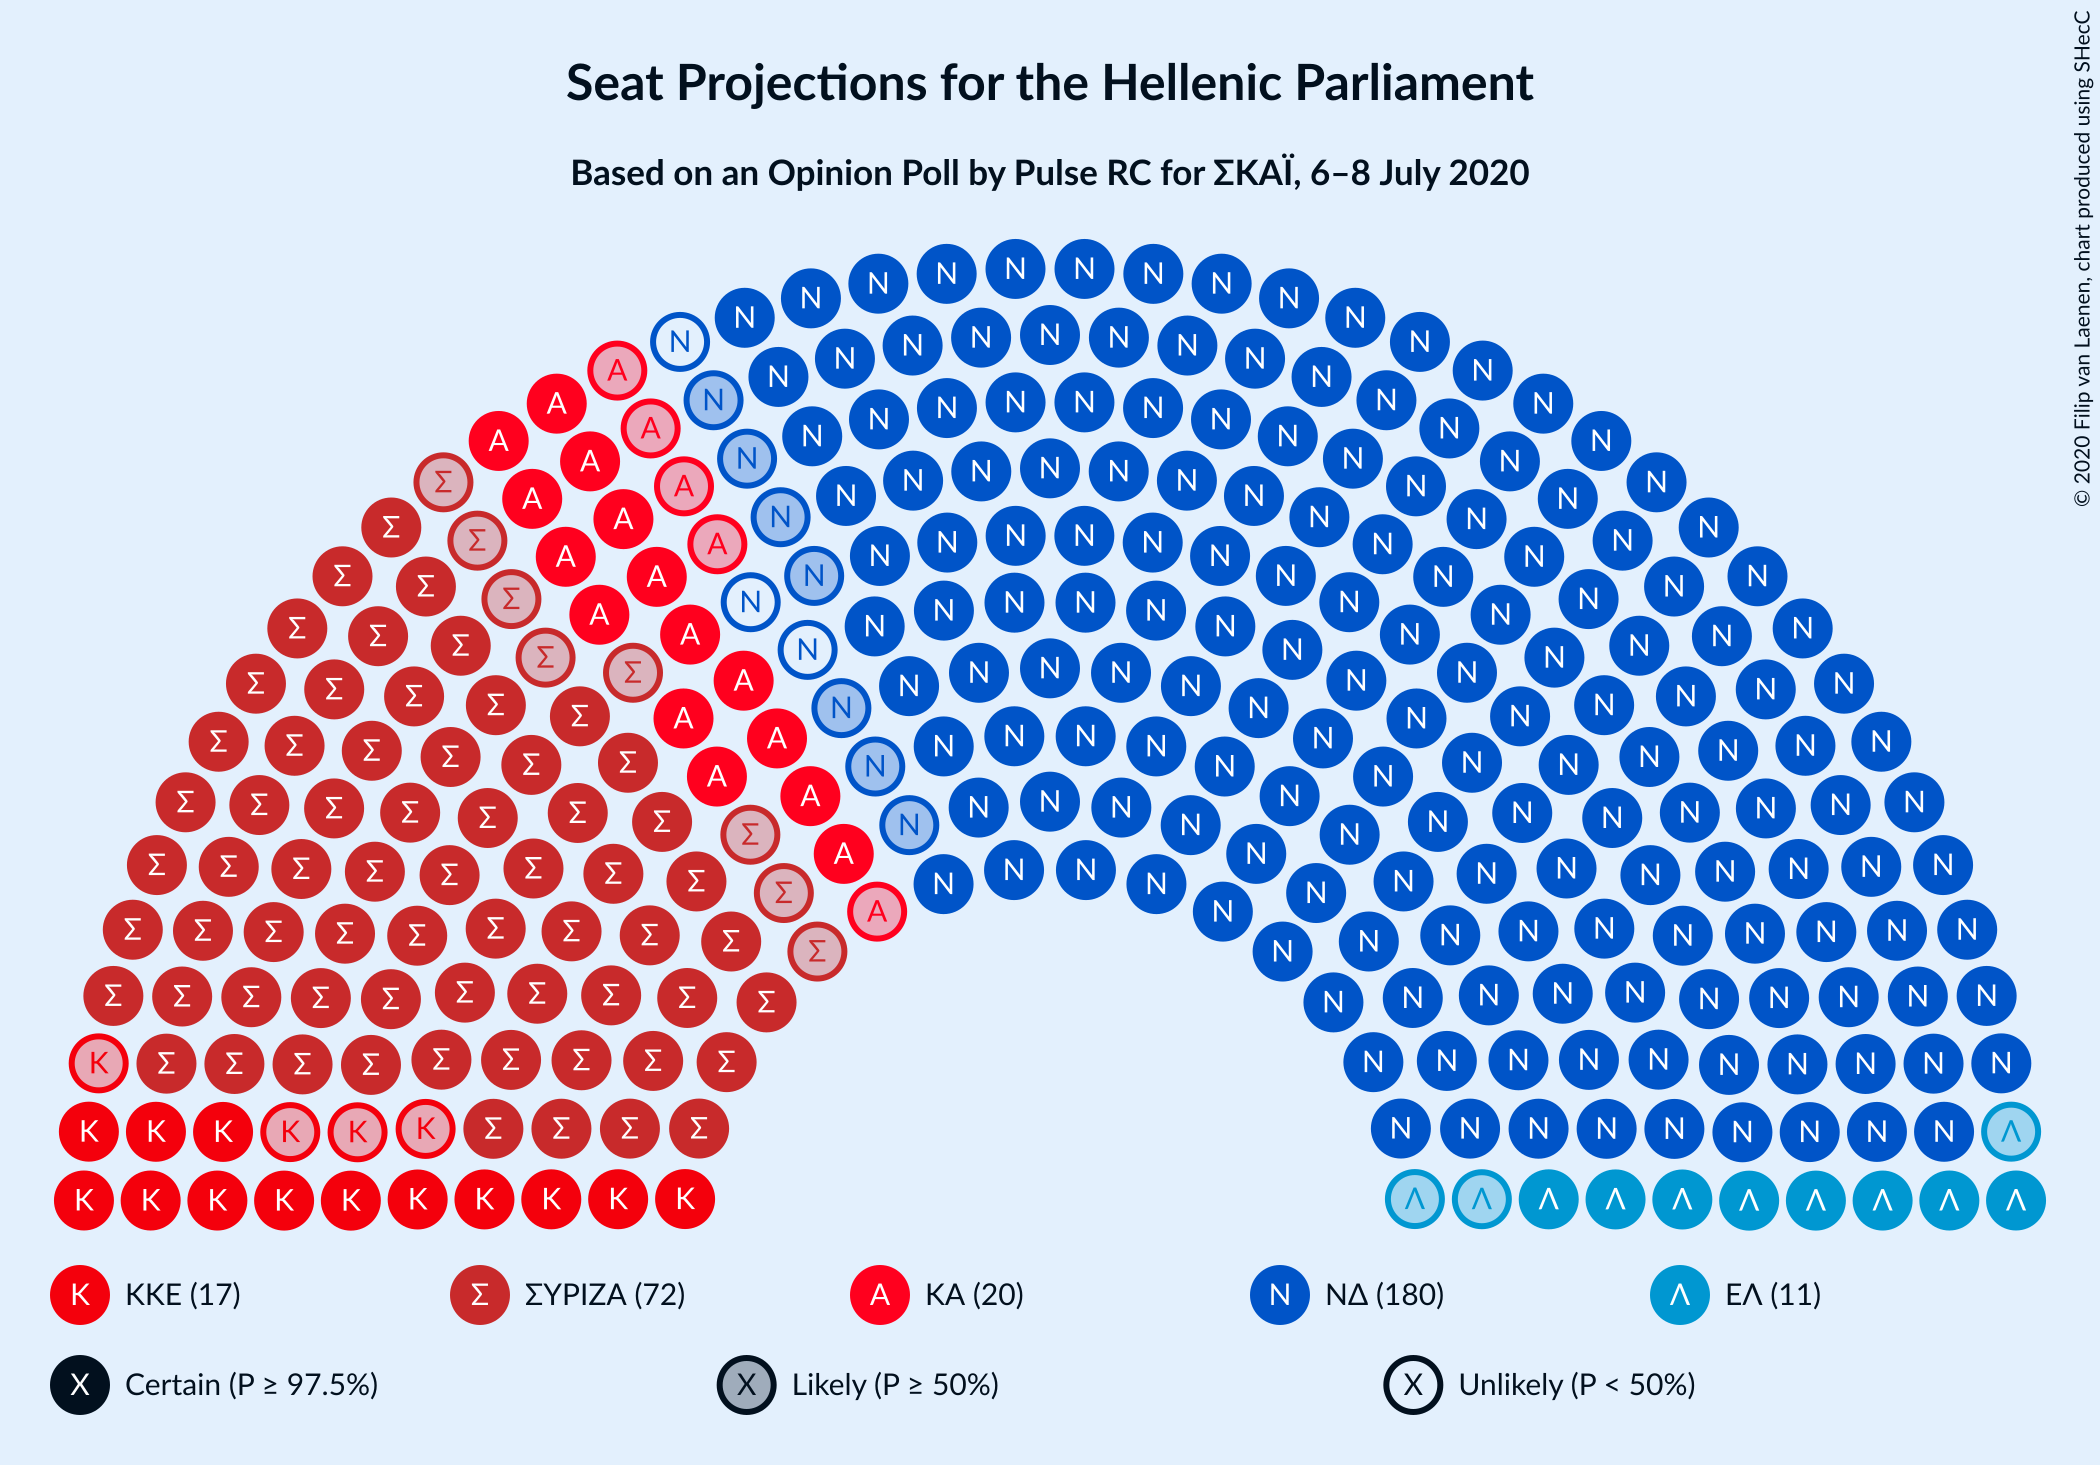 Seat Projections for the Hellenic Parliament
Based on an Opinion Poll by Pulse RC for ΣΚΑΪ, 6–8 July 2020
© 2020 Filip van Laenen, chart produced using SHecC
Κ ΚΚΕ (17) Σ ΣΥΡΙΖΑ (72) Α ΚΑ (20) Ν ΝΔ (180) Λ ΕΛ (11)
X Certain (P ≥ 97.5%) X Likely (P ≥ 50%) X Unlikely (P < 50%)